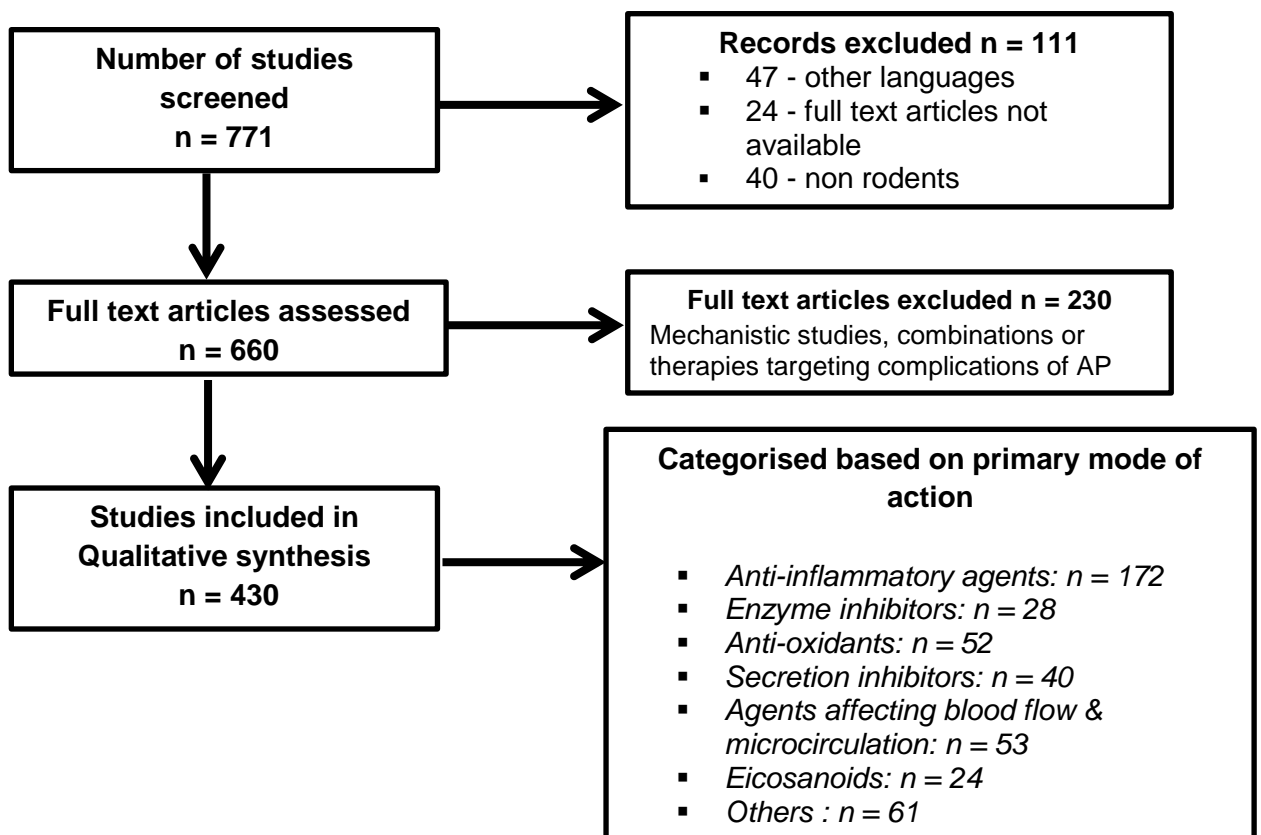 Number of studies
screened
n = 771
Records excluded n = 111
▪ 47 - other languages
▪ 24 - full text articles not
available
▪ 40 - non rodents
Full text articles assessed
n = 660
Full text articles excluded n = 230
Mechanistic studies, combinations or
therapies targeting complications of AP
Studies included in
Qualitative synthesis
n = 430
Categorised based on primary mode of
action
▪ Anti-inflammatory agents: n = 172
▪ Enzyme inhibitors: n = 28
▪ Anti-oxidants: n = 52
▪ Secretion inhibitors: n = 40
▪ Agents affecting blood flow &
microcirculation: n = 53
▪ Eicosanoids: n = 24
▪ Others : n = 61